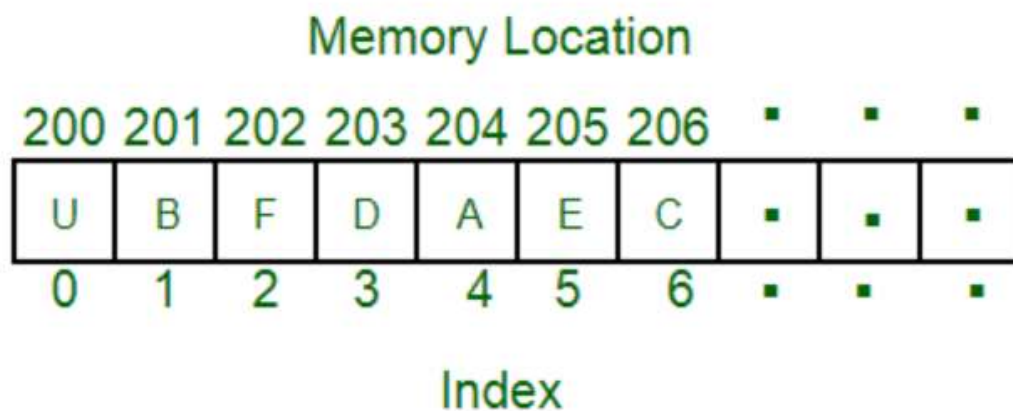 Memory Location
200 201 202 203 204 205 206 . . .
U B F D A E C . . .
0 1 2 3 4 5 6 . . .
Index